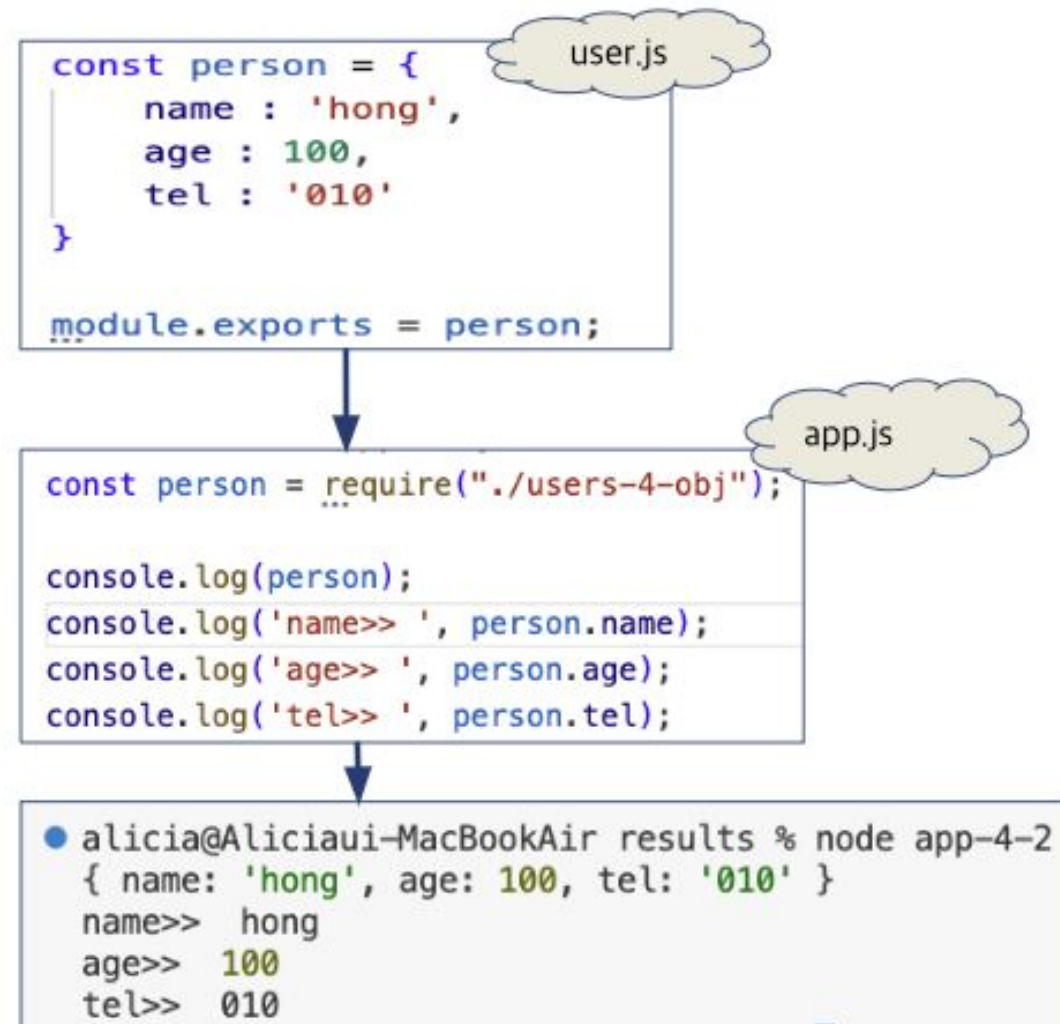 user.js
const person = {
    name : 'hong',
    age : 100,
    tel : '010'
}
module.exports = person;
app.js
const person = require("./users-4-obj");
console.log(person);
console.log('name>> ', person.name);
console.log('age>> ', person.age);
console.log('tel>> ', person.tel);
alicia@Aliciaui-MacBookAir results % node app-4-2
{ name: 'hong', age: 100, tel: '010' }
name>>  hong
age>>  100
tel>>  010